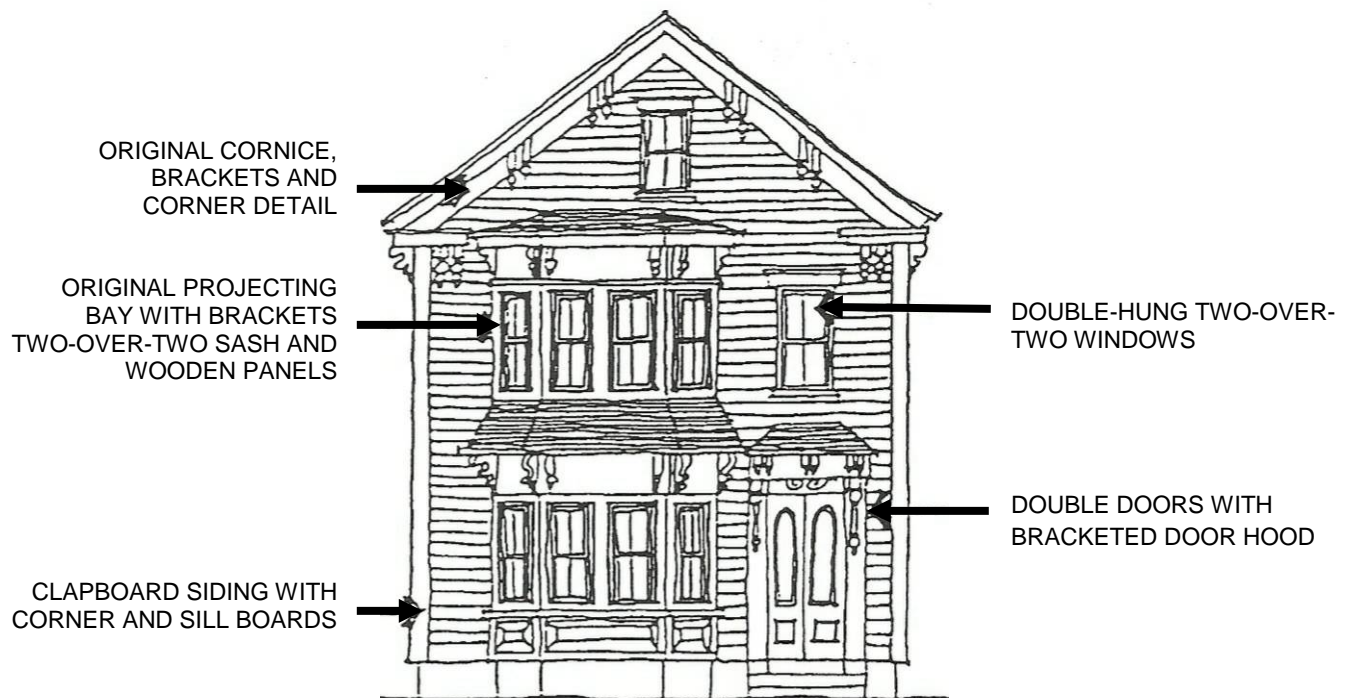 ORIGINAL CORNICE,
BRACKETS AND
CORNER DETAIL
ORIGINAL PROJECTING
BAY WITH BRACKETS
TWO-OVER-TWO SASH AND
WOODEN PANELS
CLAPBOARD SIDING WITH
CORNER AND SILL BOARDS
DOUBLE-HUNG TWO-OVER-
TWO WINDOWS
DOUBLE DOORS WITH
BRACKETED DOOR HOOD